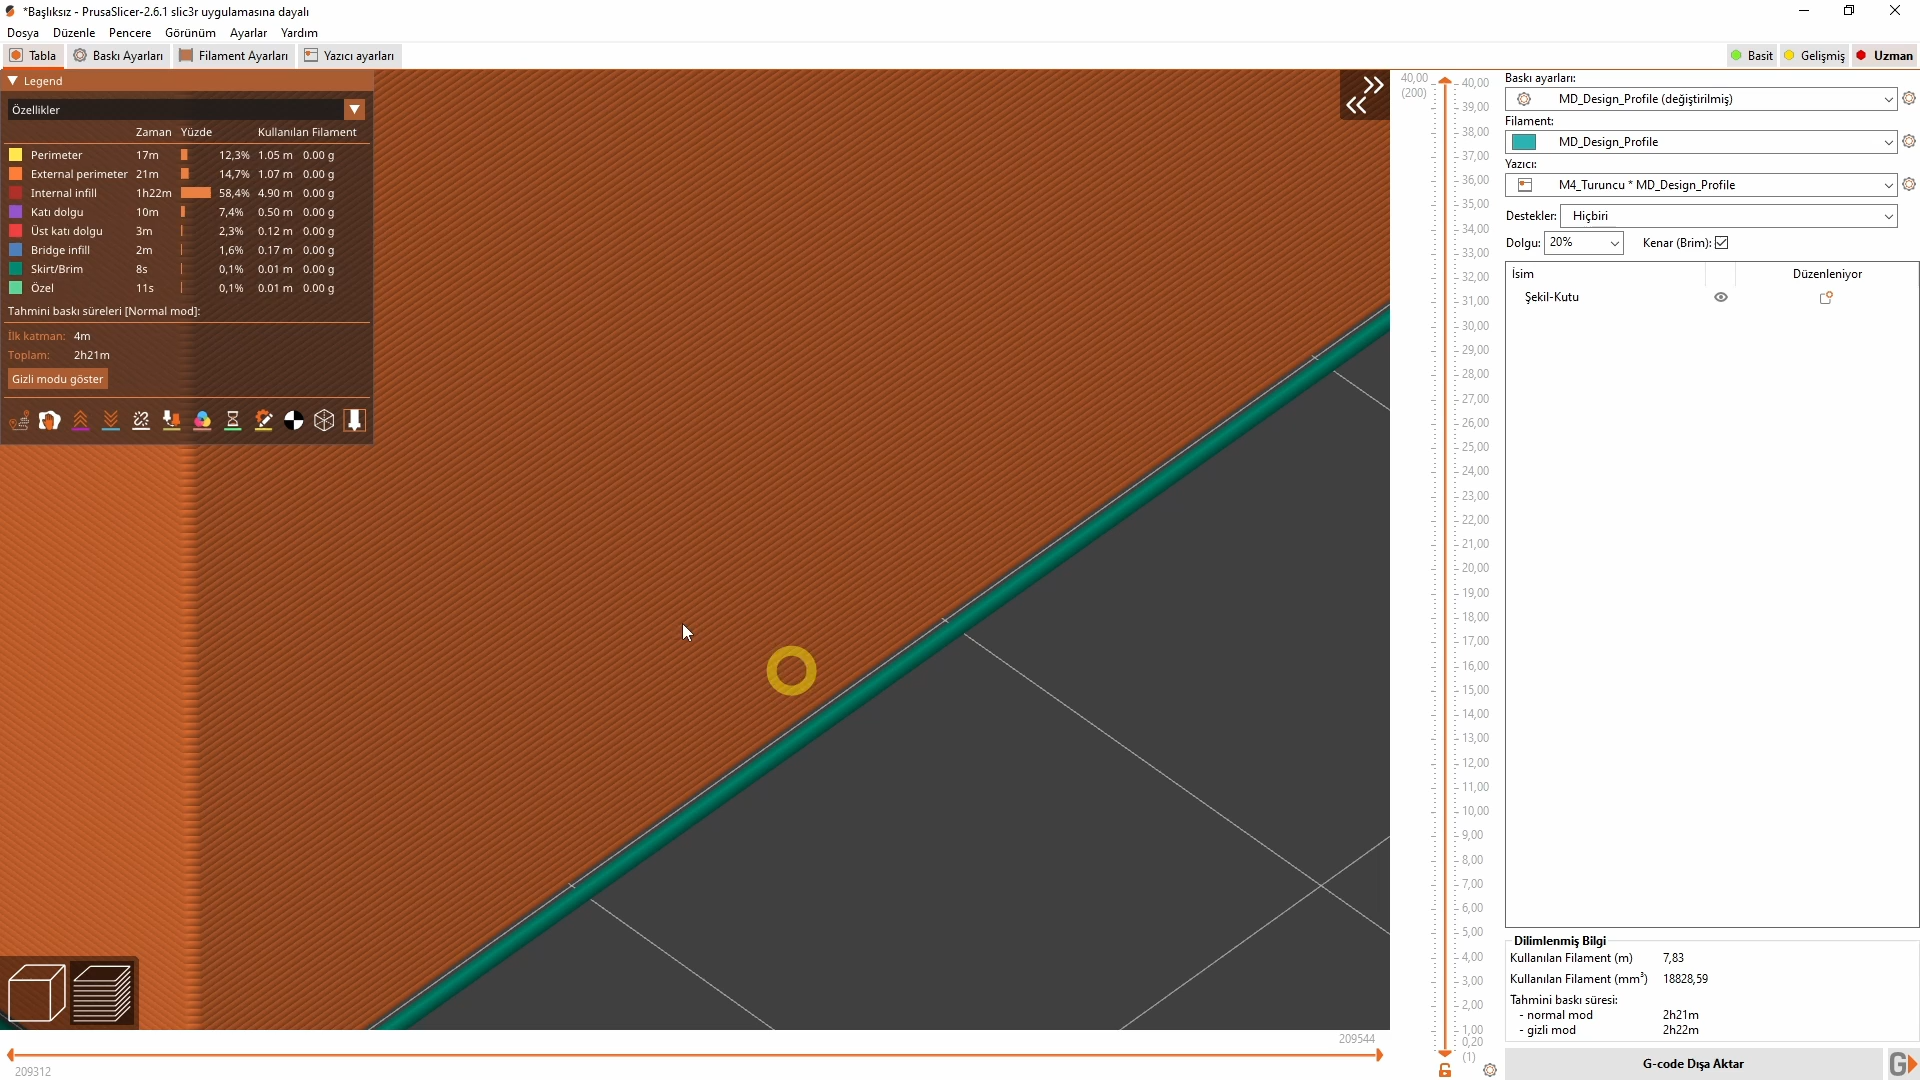 *Başlıksız - PrusaSlicer-2.6.1 slic3r uygulamasına dayalı
Dosya Düzenle Pencere Görünüm Ayarlar Yardım
Tabla Baskı Ayarları Filament Ayarları Yazıcı ayarları
Basit Gelişmiş Uzman
Legend
Özellikler
Zaman Yüzde Kullanılan Filament
Perimeter 17m 12,3% 1.05 m 0.00 g
External perimeter 21m 14,7% 1.07 m 0.00 g
Internal infill 1h22m 58,4% 4.90 m 0.00 g
Katı dolgu 10m 7,4% 0.50 m 0.00 g
Üst katı dolgu 3m 2,3% 0.12 m 0.00 g
Bridge infill 2m 1,6% 0.17 m 0.00 g
Skirt/Brim 8s 0,1% 0.01 m 0.00 g
Özel 11s 0,1% 0.01 m 0.00 g
Tahmini baskı süreleri [Normal mod]:
İlk katman: 4m
Toplam: 2h21m
Gizli modu göster
209544
209312
40,00
(200)
40,00
39,00
38,00
37,00
36,00
35,00
34,00
33,00
32,00
31,00
30,00
29,00
28,00
27,00
26,00
25,00
24,00
23,00
22,00
21,00
20,00
19,00
18,00
17,00
16,00
15,00
14,00
13,00
12,00
11,00
10,00
9,00
8,00
7,00
6,00
5,00
4,00
3,00
2,00
1,00
0,20
(1)
Baskı ayarları:
MD_Design_Profile (değiştirilmiş)
Filament:
MD_Design_Profile
Yazıcı:
M4_Turuncu * MD_Design_Profile
Destekler: Hiçbiri
Dolgu: 20% Kenar (Brim):
İsim Düzenleniyor
Şekil-Kutu
Dilimlenmiş Bilgi
Kullanılan Filament (m) 7,83
Kullanılan Filament (mm³) 18828,59
Tahmini baskı süresi:
- normal mod 2h21m
- gizli mod 2h22m
G-code Dışa Aktar
G